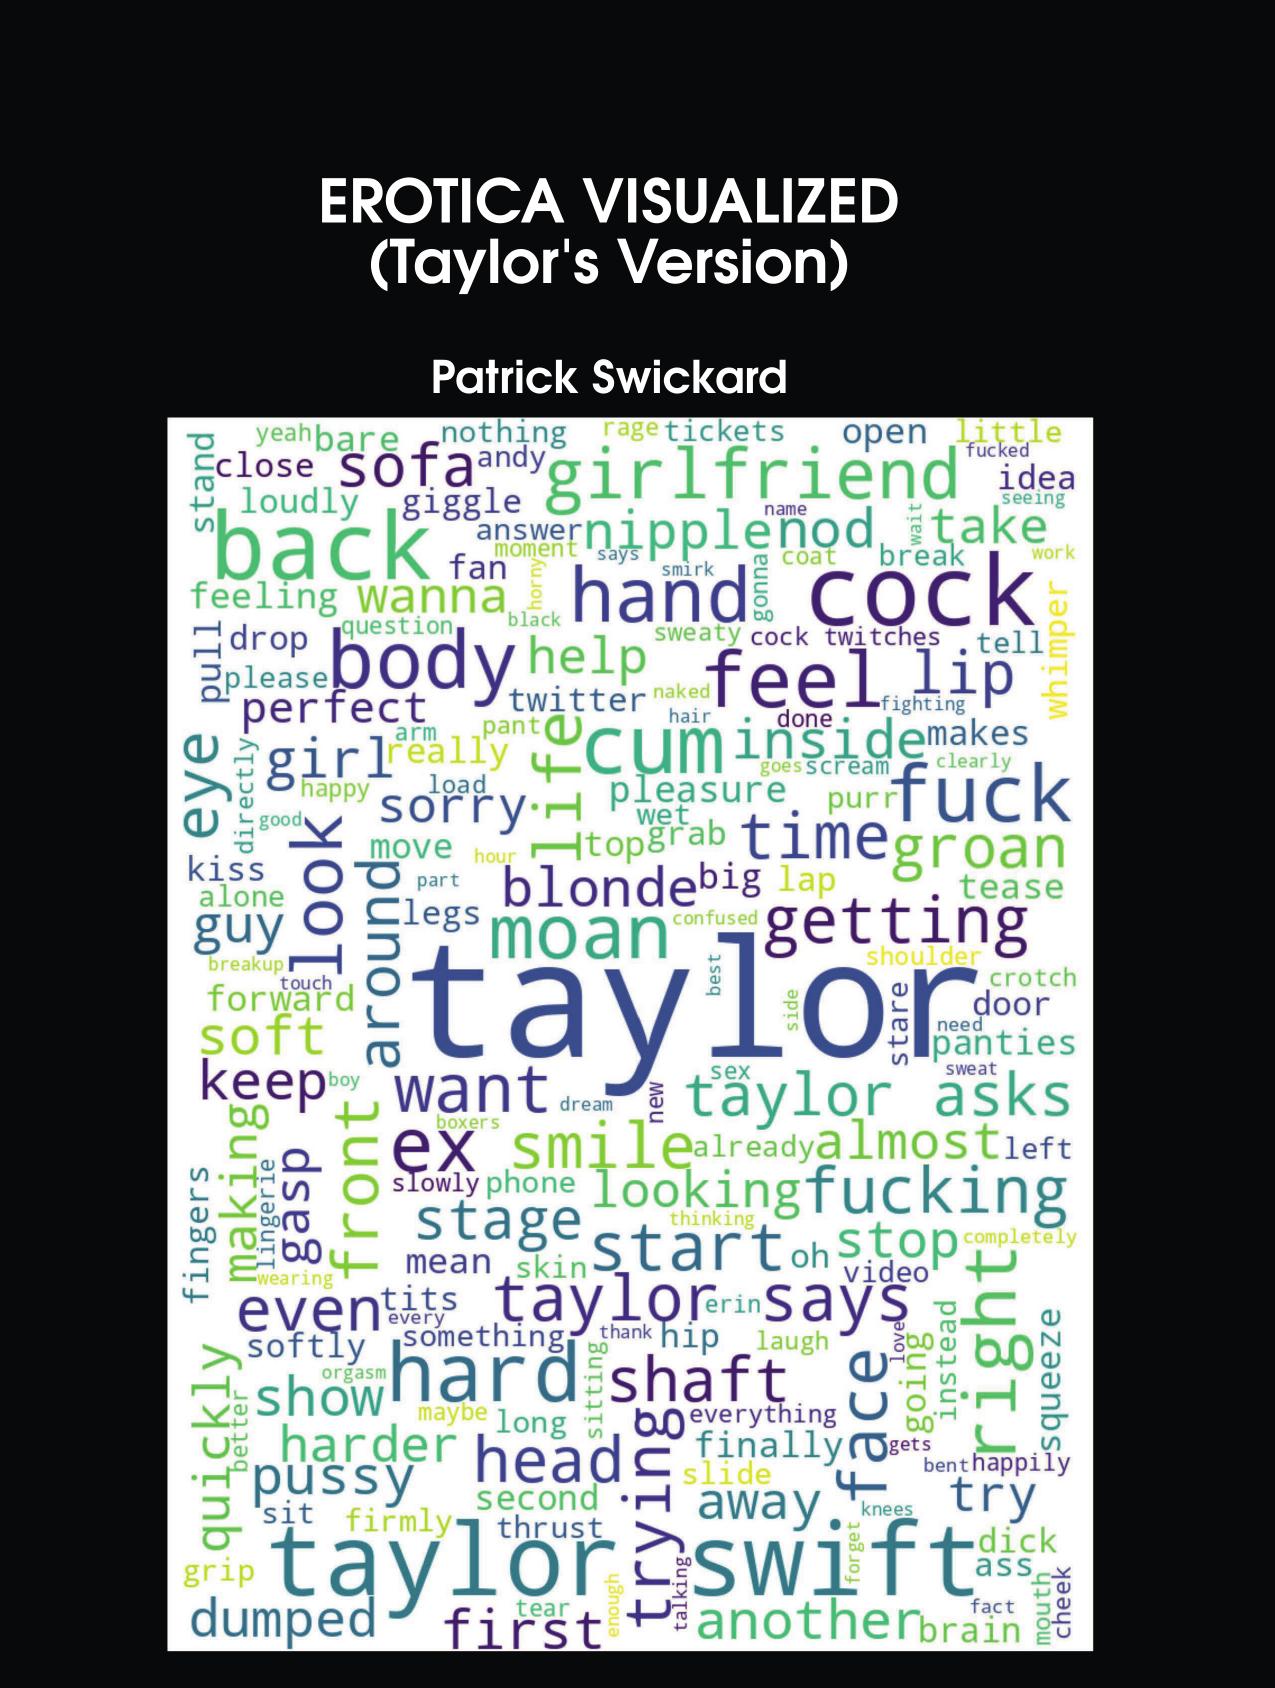 EROTICA VISUALIZED
(Taylor's Version)
Patrick Swickard
stand
yeah
bare
nothing
rage
tickets
open
little
close
sofa
andy
girlfriend
fucked
idea
seeing
loudly
giggle
name
back
answer
nipple
nod
wait
take
moment
says
coat
break
work
fan
horny
smirk
gonna
feeling
wanna
hand
cock
whimper
question
black
pull
drop
body
help
sweaty
cock twitches
tell
please
feel
lip
perfect
twitter
naked
fighting
hair
done
eye
directly
girl
arm
pant
life
cum
inside
makes
really
goes
scream
clearly
happy
load
pleasure
purr
fuck
good
sorry
wet
look
move
hour
top
grab
time
groan
kiss
around
part
blonde
big
lap
tease
alone
guy
legs
moan
confused
getting
breakup
touch
taylor
best
shoulder
crotch
forward
side
stare
door
soft
need
panties
keep
boy
want
dream
new
sex
taylor asks
sweat
making
front
boxers
ex
smile
already
almost
left
fingers
lingerie
gasp
slowly
phone
looking
fucking
stage
thinking
start
oh
stop
completely
wearing
mean
skin
video
right
even
tits
taylor says
erin
every
softly
something
thank
hip
laugh
love
going
instead
squeeze
quickly
orgasm
hard
sitting
shaft
face
show
better
maybe
long
trying
everything
harder
head
finally
gets
pussy
slide
bent
happily
second
away
knees
try
sit
firmly
thrust
taylor swift
forget
dick
grip
ass
enough
talking
mouth
cheek
dumped
first
tear
another
fact
brain